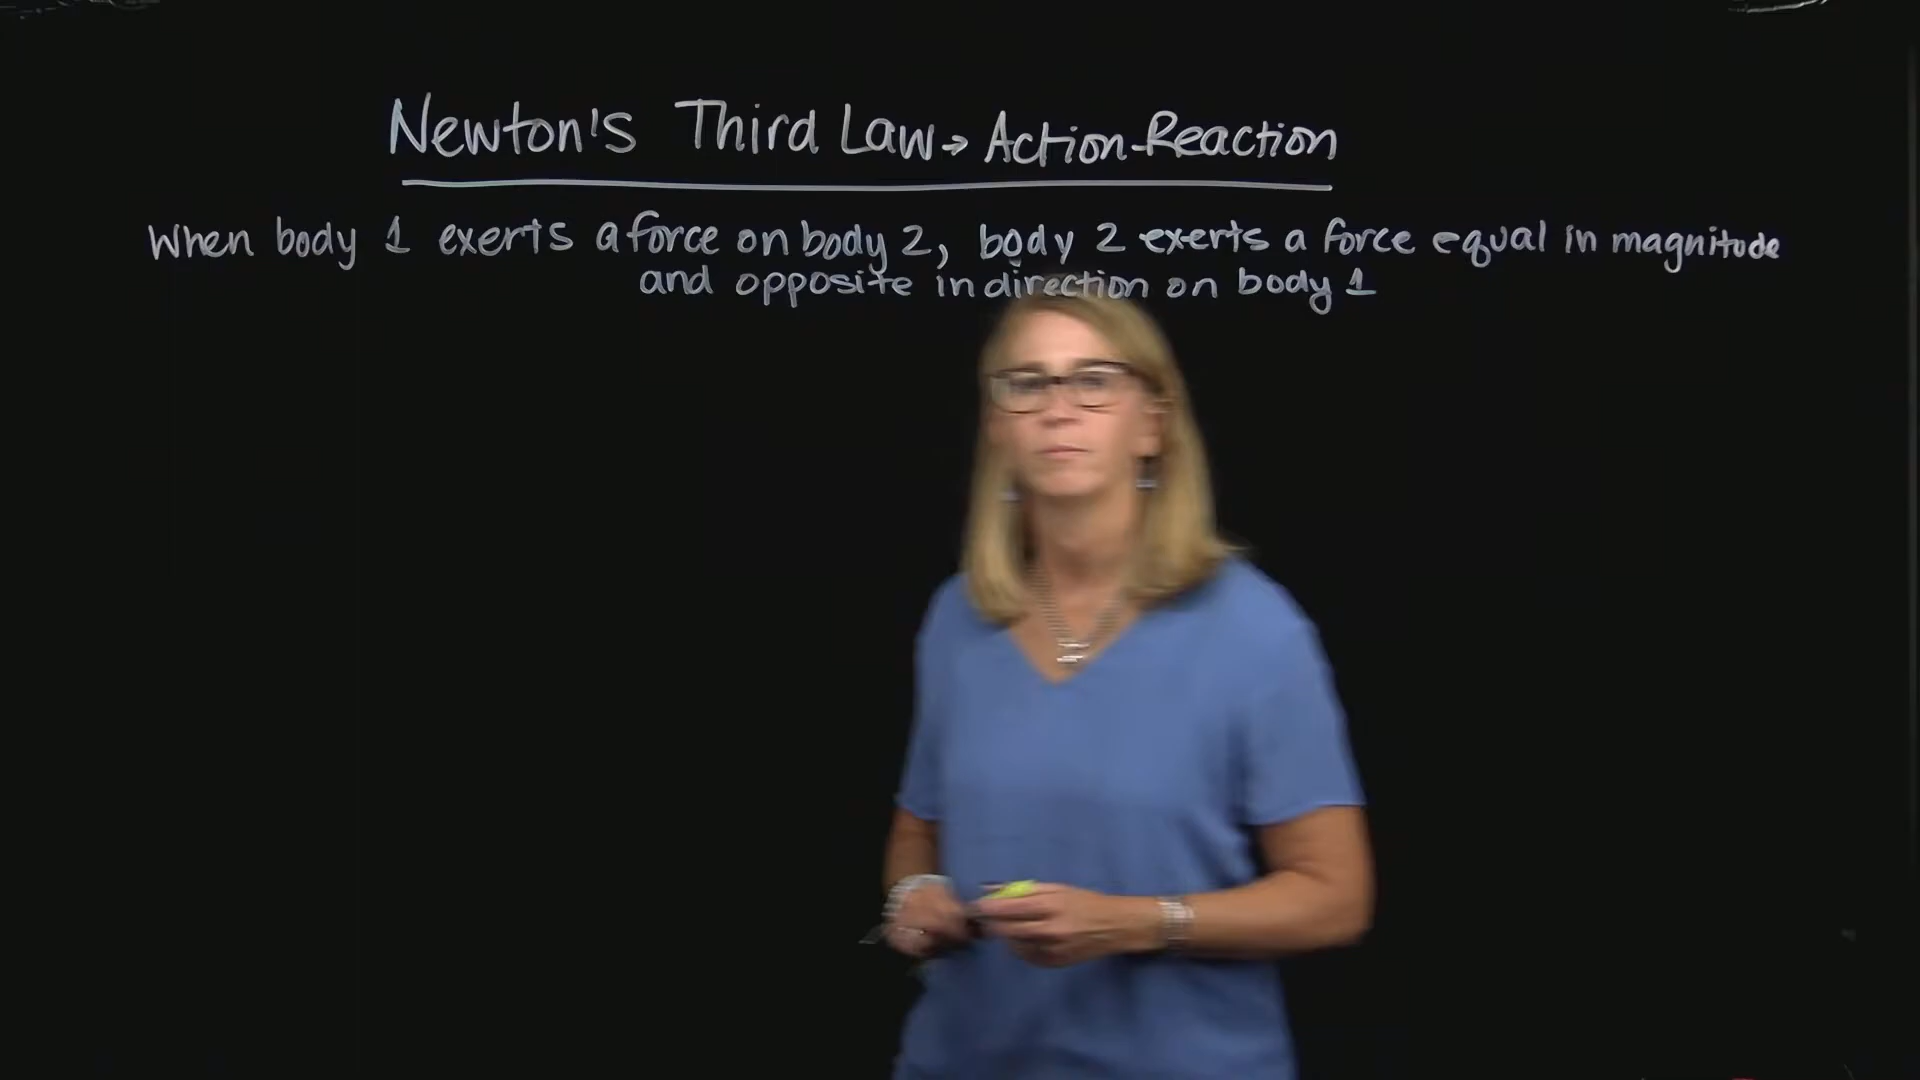 Newton's Third Law → Action-Reaction
When body 1 exerts a force on body 2, body 2 exerts a force equal in magnitude
and opposite in direction on body 1